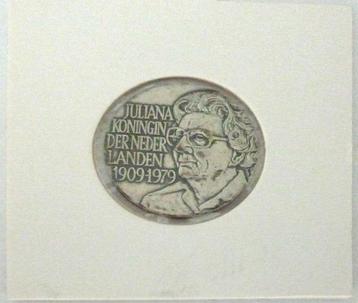 JULIANA
KONINGIN
DER NEDER
LANDEN
1909-1979